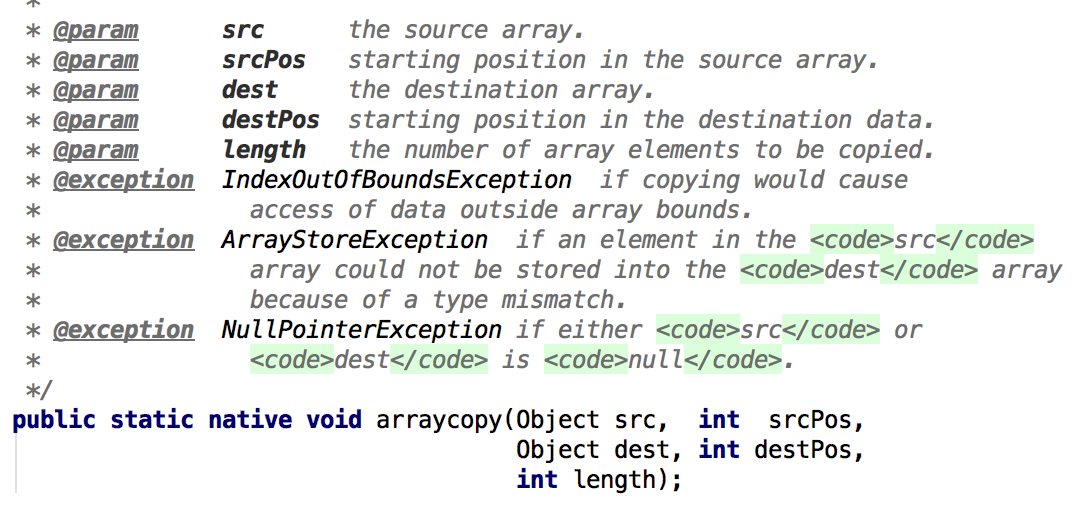 *
* @param      src      the source array.
* @param      srcPos   starting position in the source array.
* @param      dest     the destination array.
* @param      destPos  starting position in the destination data.
* @param      length   the number of array elements to be copied.
* @exception  IndexOutOfBoundsException  if copying would cause
*               access of data outside array bounds.
* @exception  ArrayStoreException  if an element in the <code>src</code>
*               array could not be stored into the <code>dest</code> array
*               because of a type mismatch.
* @exception  NullPointerException if either <code>src</code> or
*               <code>dest</code> is <code>null</code>.
*/
public static native void arraycopy(Object src,  int  srcPos,
                                    Object dest, int destPos,
                                    int length);